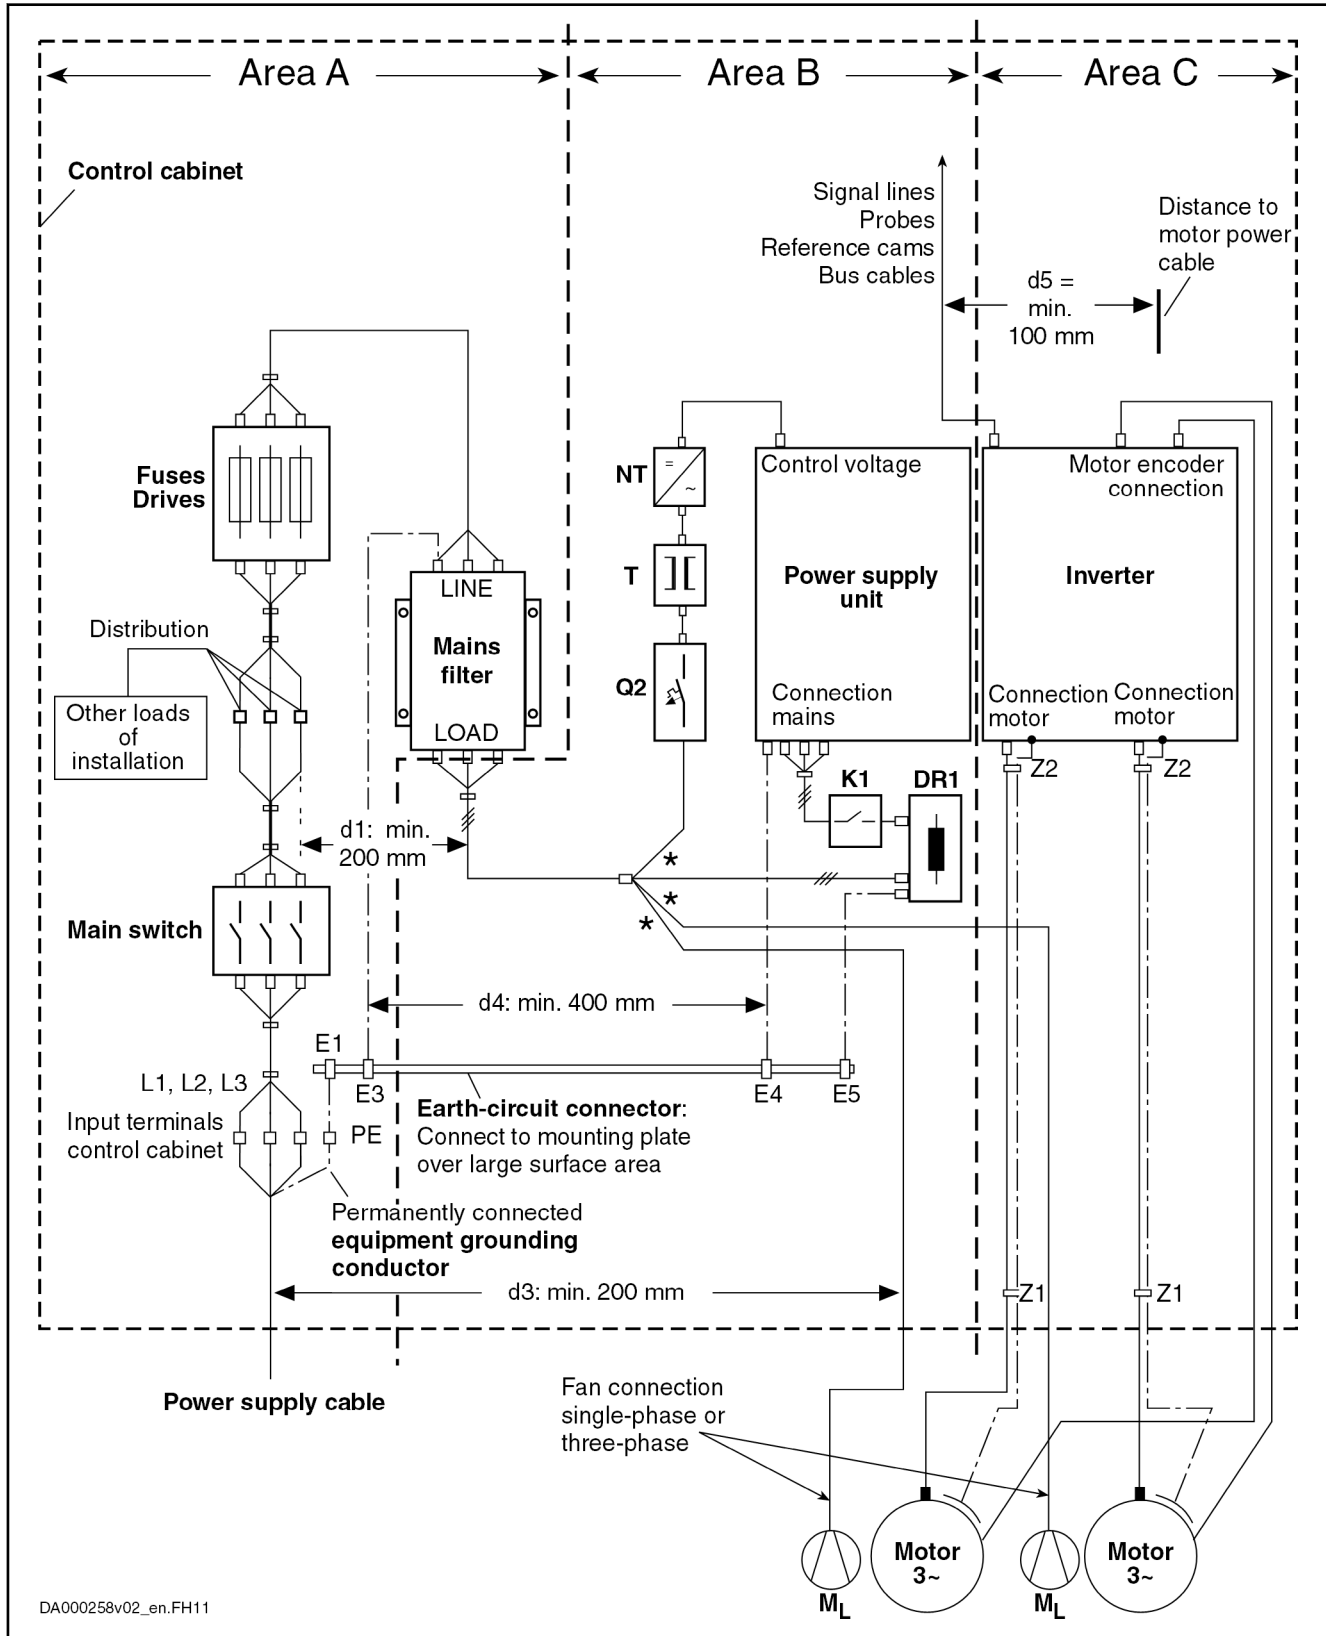 Area A
Area B
Area C
Control cabinet
Signal lines
Probes
Reference cams
Bus cables
Distance to
motor power
cable
d5 =
min.
100 mm
Fuses
Drives
NT
=
~
Control voltage
Motor encoder
connection
T
Power supply
unit
Inverter
LINE
Mains
filter
LOAD
Distribution
Other loads
of
installation
Q2
Connection
mains
Connection
motor
Connection
motor
Z2
Z2
K1
DR1
d1: min.
200 mm
*
*
*
Main switch
d4: min. 400 mm
E1
E3
E4
E5
L1, L2, L3
Input terminals
control cabinet
PE
Earth-circuit connector:
Connect to mounting plate
over large surface area
Permanently connected
equipment grounding
conductor
d3: min. 200 mm
Z1
Z1
Power supply cable
Fan connection
single-phase or
three-phase
Motor
3~
Motor
3~
ML
ML
DA000258v02_en.FH11